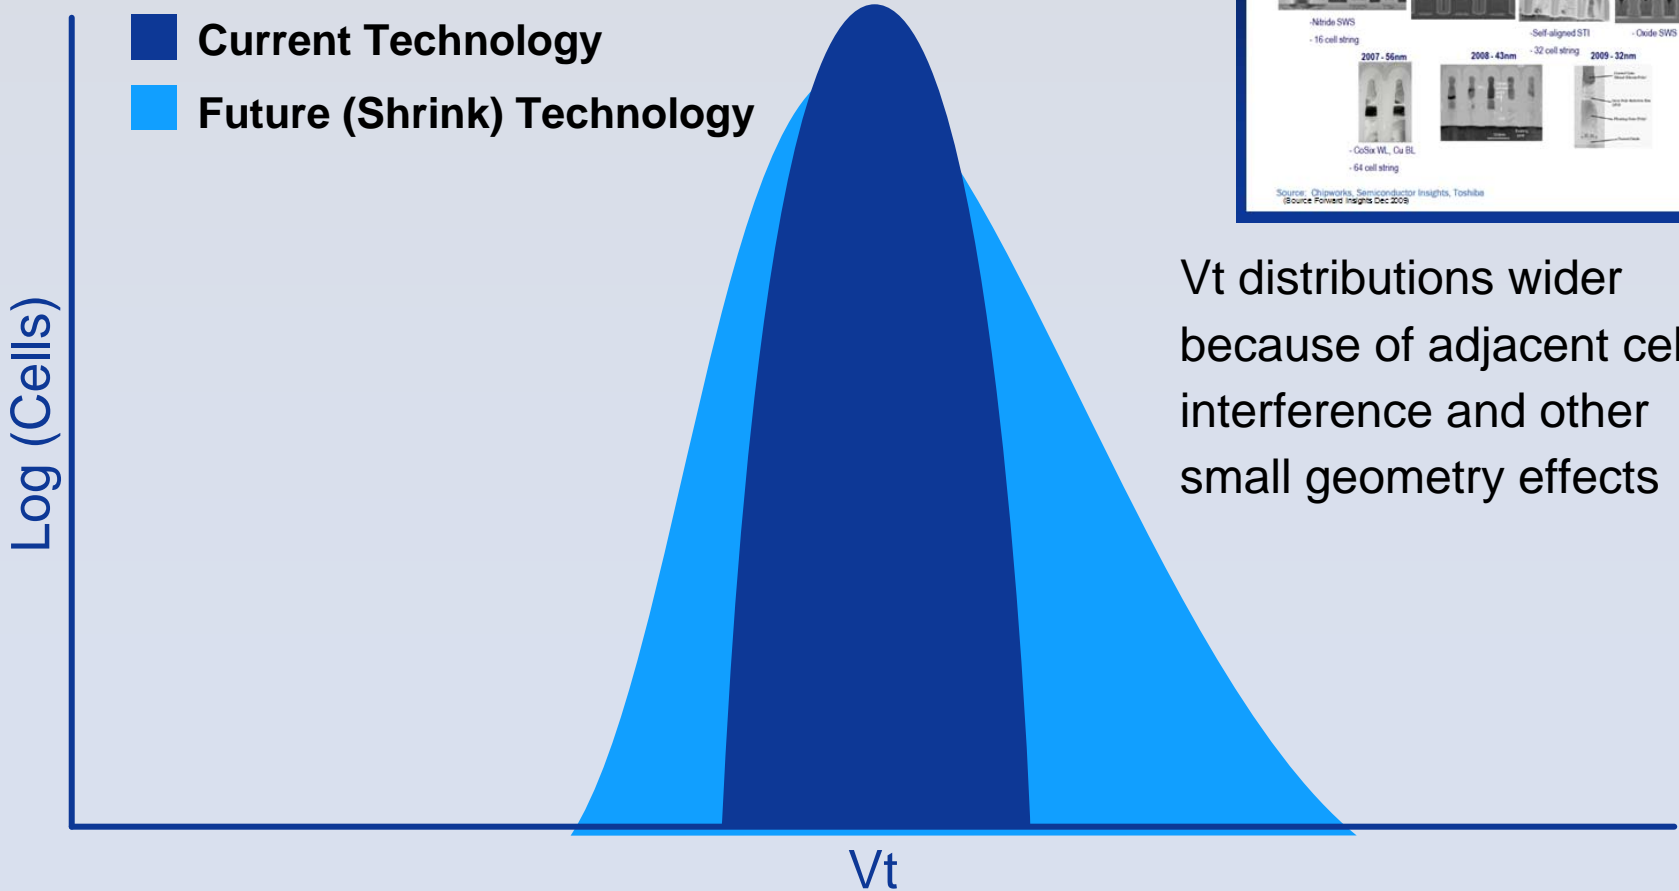 Current Technology
Future (Shrink) Technology
Log (Cells)
Vt
-Nitride SWS
- 16 cell string
-Self-aligned STI
- 32 cell string
- Oxide SWS
2007 - 56nm
2008 - 43nm
2009 - 32nm
- CoSix WL, Cu BL
- 64 cell string
Source: Chipworks, Semiconductor Insights, Toshiba
(Source Forward Insights Dec 2009)
Vt distributions wider
because of adjacent cel
interference and other
small geometry effects